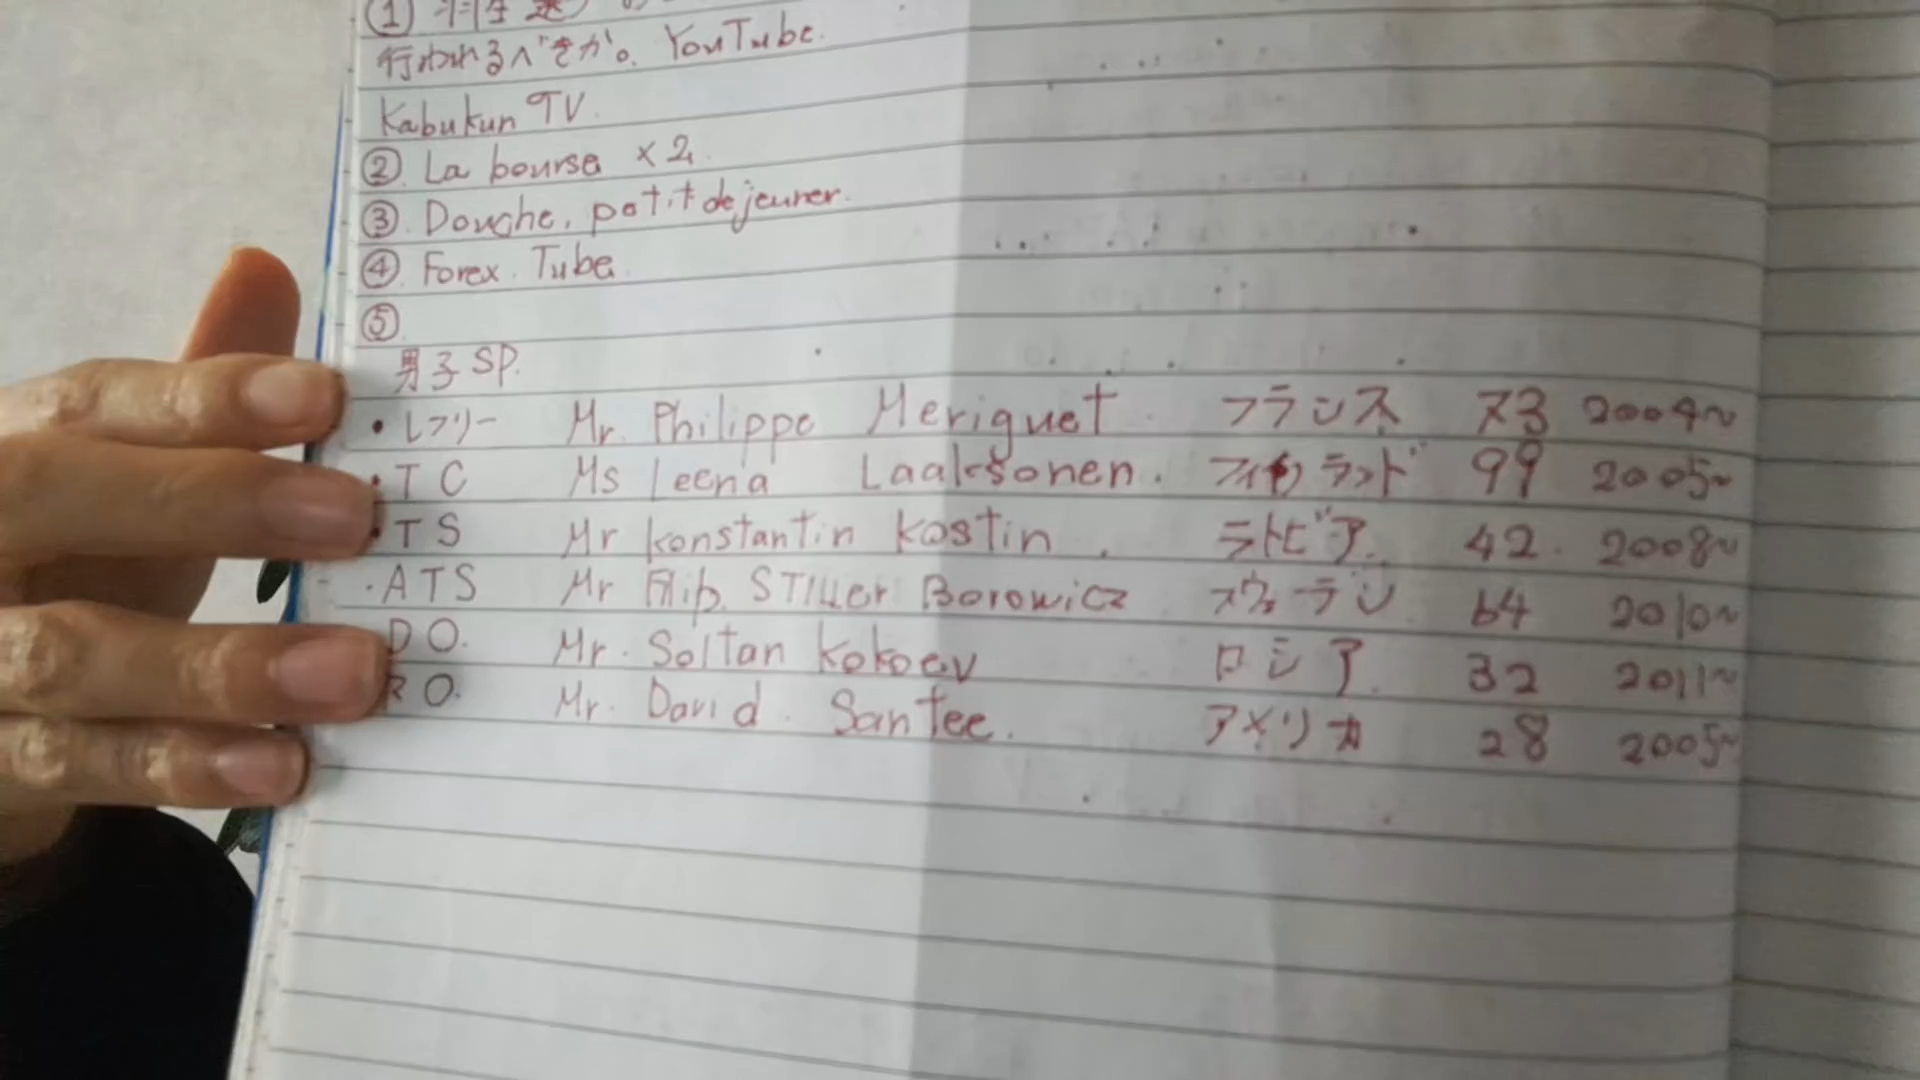 ①
行われるべきか。YouTube.
Kabukun TV.
② La bourse ×2.
③ Douche, petit dejeuner.
④ Forex. Tube
⑤
男子 SP.
・レフリー Mr. Philippe Meriguet フランス 73 2004~
・TC Ms Leena Laaksonen. フィンランド 99 2005~
・TS Mr Konstantin Kostin. ラトビア. 42. 2008~
・ATS Mr Filip. STiller Borowicz スウェーデン 64 2010~
DO. Mr. Soltan Kokoev ロシア. 32 2011~
RO. Mr. David. Santee. アメリカ 28 2005~